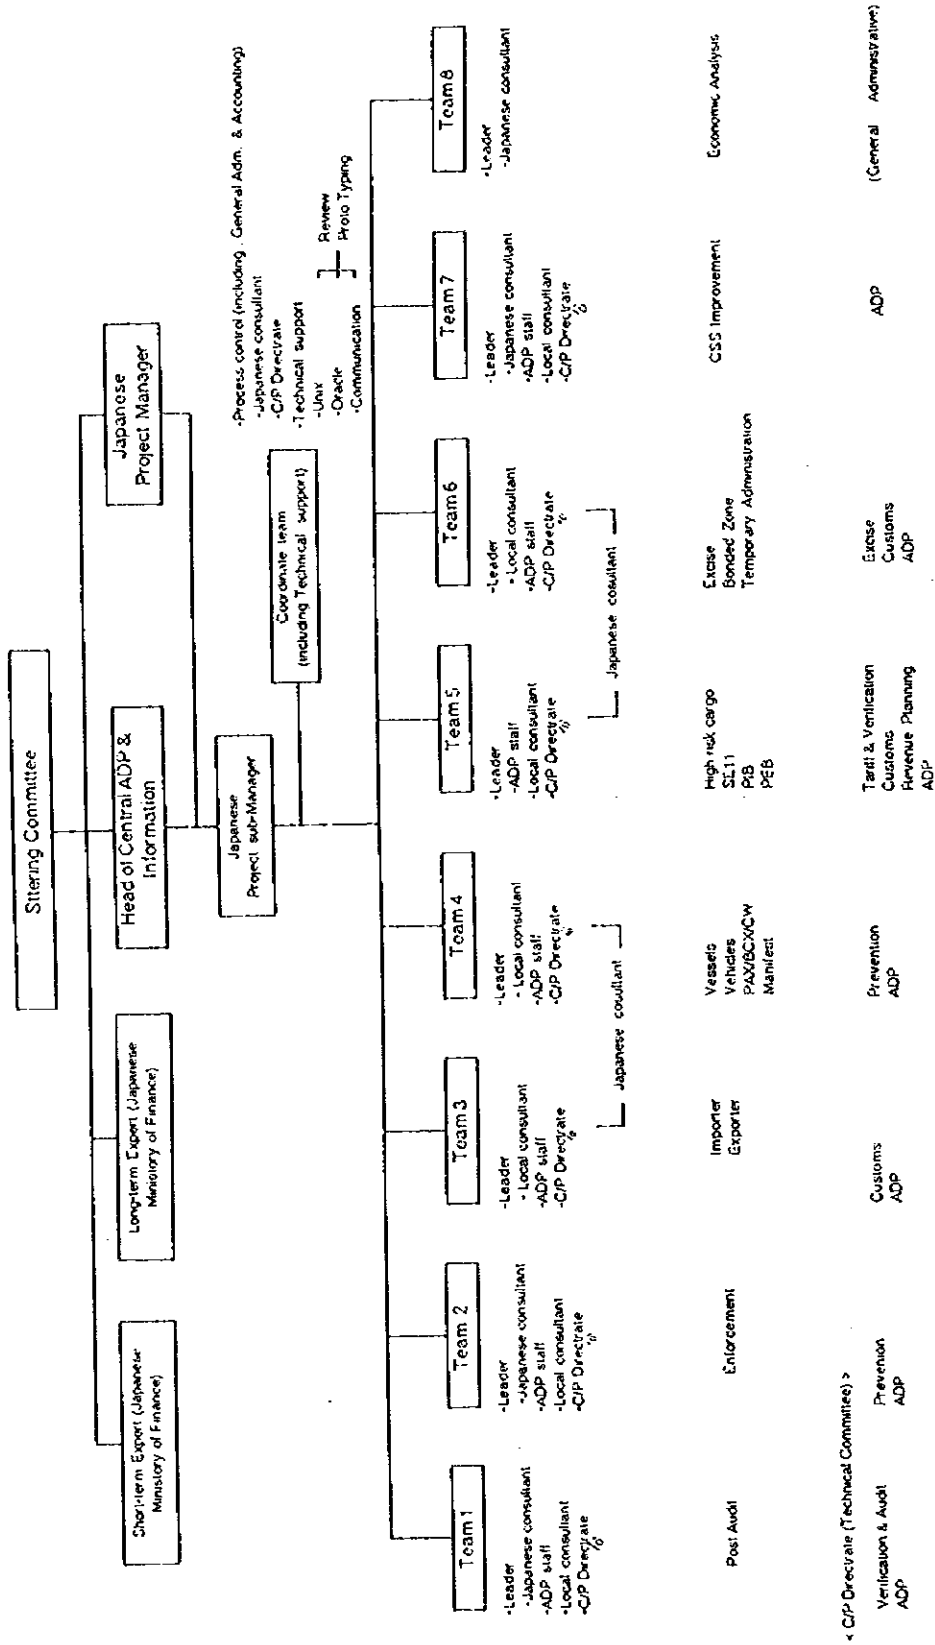 Sttering Committee
Short-term Expert (Japanese
Ministory of Finance)
Long-term Expert (Japanese
Ministory of Finance)
Head of Central ADP &
Information
Japanese
Project Manager
Japanese
Project sub-Manager
Coordinate team
(including Technical support)
-Process control (including General Adm. & Accounting)
-Japanese consultant
-C/P Directrate
-Technical support
-Unix
-Oracle
-Communication
Review
Proto Typing
Team 1
-Leader
-Japanese consultant
-ADP staff
-Local consultant
-C/P Directrate
Team 2
-Leader
-Japanese consultant
-ADP staff
-Local consultant
-C/P Directrate
Team 3
-Leader
- Local consultant
-ADP staff
-C/P Directrate
Team 4
-Leader
- Local consultant
-ADP staff
-C/P Directrate
Team 5
-Leader
-ADP staff
-Local consultant
-C/P Directrate
Team 6
-Leader
- Local consultant
-ADP staff
-C/P Directrate
Team 7
-Leader
-Japanese consultant
-ADP staff
-Local consultant
-C/P Directrate
Team 8
-Leader
-Japanese consultant
Japanese cosultant
Japanese cosultant
Post Audit
Enforcement
Importer
Exporter
Vessels
Vehicles
PAX/BCX/CW
Manifest
High risk cargo
PIB
PEB
Excise
Bonded Zone
Temporary Administration
CSS Improvement
Economic Analysis
< C/P Directrate (Technical Committee) >
Verification & Audit
ADP
Prevention
ADP
Customs
ADP
Prevention
ADP
Tariff & Verification
Customs
Revenue Planning
ADP
Excise
Customs
ADP
ADP
(General Administrative)